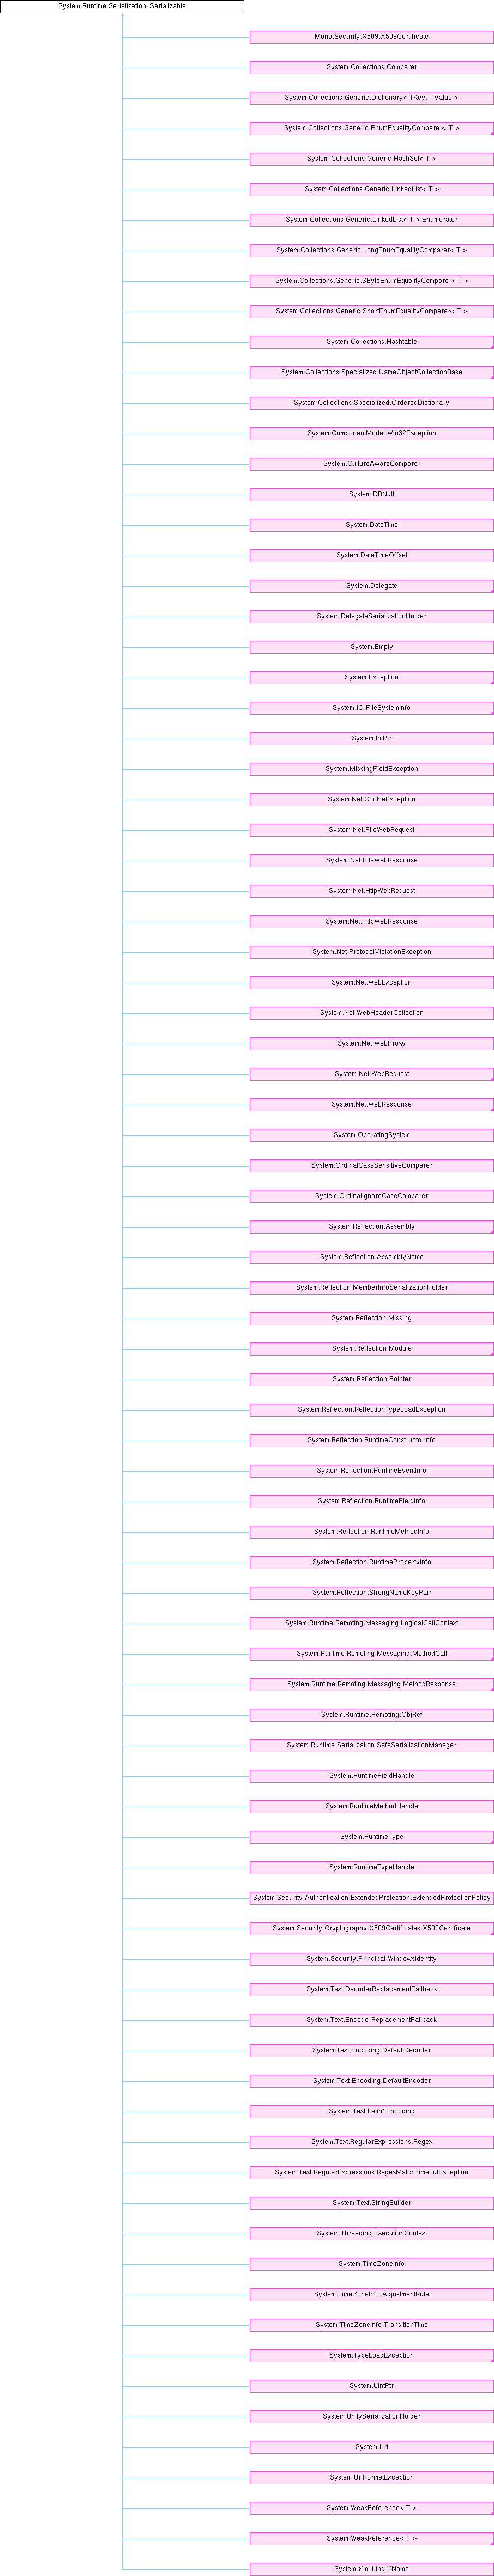 System.Runtime.Serialization.ISerializable
Mono.Security.X509.X509Certificate
System.Collections.Comparer
System.Collections.Generic.Dictionary< TKey, TValue >
System.Collections.Generic.EnumEqualityComparer< T >
System.Collections.Generic.HashSet< T >
System.Collections.Generic.LinkedList< T >
System.Collections.Generic.LinkedList< T >.Enumerator
System.Collections.Generic.LongEnumEqualityComparer< T >
System.Collections.Generic.SByteEnumEqualityComparer< T >
System.Collections.Generic.ShortEnumEqualityComparer< T >
System.Collections.Hashtable
System.Collections.Specialized.NameObjectCollectionBase
System.Collections.Specialized.OrderedDictionary
System.ComponentModel.Win32Exception
System.CultureAwareComparer
System.DBNull
System.DateTime
System.DateTimeOffset
System.Delegate
System.DelegateSerializationHolder
System.Empty
System.Exception
System.IO.FileSystemInfo
System.IntPtr
System.MissingFieldException
System.Net.CookieException
System.Net.FileWebRequest
System.Net.FileWebResponse
System.Net.HttpWebRequest
System.Net.HttpWebResponse
System.Net.ProtocolViolationException
System.Net.WebException
System.Net.WebHeaderCollection
System.Net.WebProxy
System.Net.WebRequest
System.Net.WebResponse
System.OperatingSystem
System.OrdinalCaseSensitiveComparer
System.OrdinalIgnoreCaseComparer
System.Reflection.Assembly
System.Reflection.AssemblyName
System.Reflection.MemberInfoSerializationHolder
System.Reflection.Missing
System.Reflection.Module
System.Reflection.Pointer
System.Reflection.ReflectionTypeLoadException
System.Reflection.RuntimeConstructorInfo
System.Reflection.RuntimeEventInfo
System.Reflection.RuntimeFieldInfo
System.Reflection.RuntimeMethodInfo
System.Reflection.RuntimePropertyInfo
System.Reflection.StrongNameKeyPair
System.Runtime.Remoting.Messaging.LogicalCallContext
System.Runtime.Remoting.Messaging.MethodCall
System.Runtime.Remoting.Messaging.MethodResponse
System.Runtime.Remoting.ObjRef
System.Runtime.Serialization.SafeSerializationManager
System.RuntimeFieldHandle
System.RuntimeMethodHandle
System.RuntimeType
System.RuntimeTypeHandle
System.Security.Authentication.ExtendedProtection.ExtendedProtectionPolicy
System.Security.Cryptography.X509Certificates.X509Certificate
System.Security.Principal.WindowsIdentity
System.Text.DecoderReplacementFallback
System.Text.EncoderReplacementFallback
System.Text.Encoding.DefaultDecoder
System.Text.Encoding.DefaultEncoder
System.Text.Latin1Encoding
System.Text.RegularExpressions.Regex
System.Text.RegularExpressions.RegexMatchTimeoutException
System.Text.StringBuilder
System.Threading.ExecutionContext
System.TimeZoneInfo
System.TimeZoneInfo.AdjustmentRule
System.TimeZoneInfo.TransitionTime
System.TypeLoadException
System.UIntPtr
System.UnitySerializationHolder
System.Uri
System.UriFormatException
System.WeakReference< T >
System.WeakReference< T >
System.Xml.Linq.XName